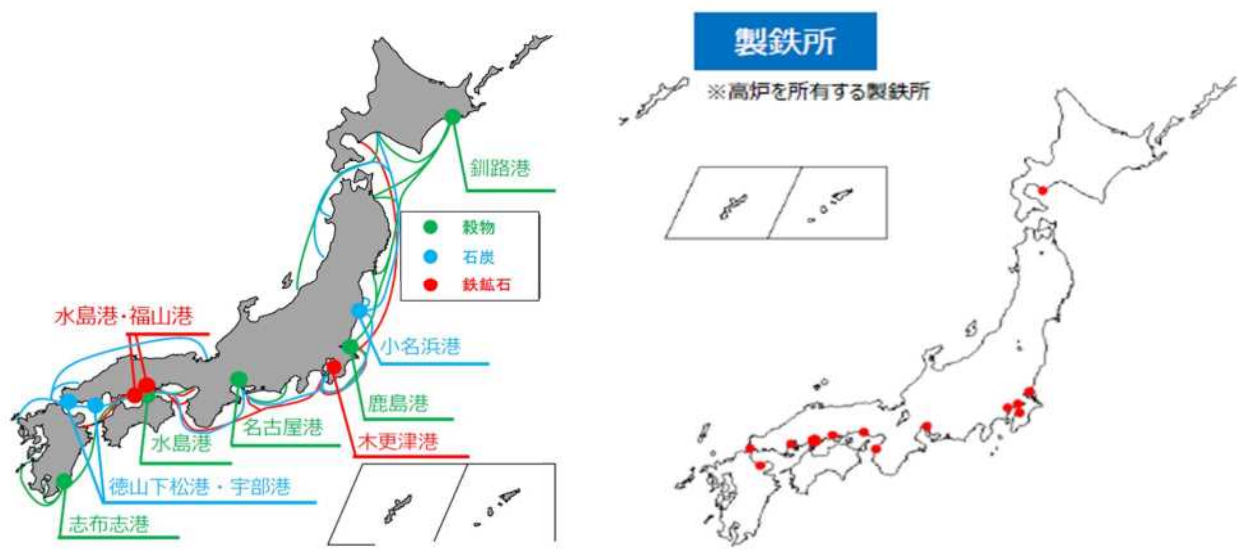 釧路港
穀物
石炭
鉄鉱石
水島港・福山港
小名浜港
鹿島港
名古屋港
木更津港
水島港
徳山下松港・宇部港
志布志港
製鉄所
※高炉を所有する製鉄所